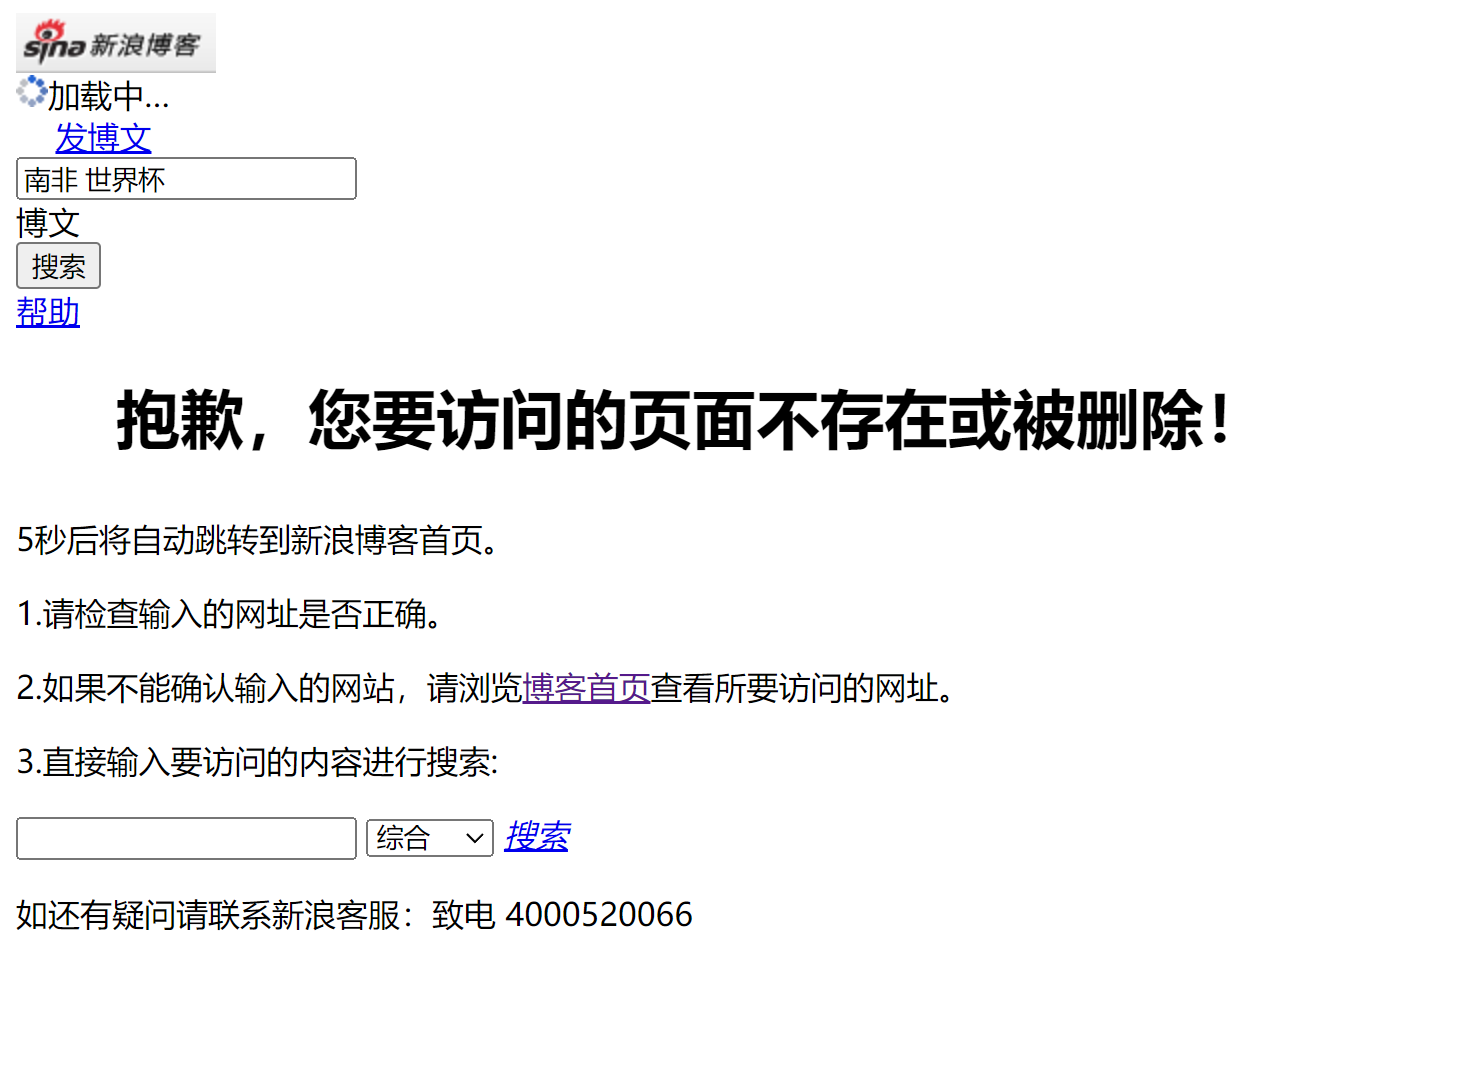 sina新浪博客
加载中...
发博文
南非 世界杯
博文
搜索
帮助
抱歉，您要访问的页面不存在或被删除！
5秒后将自动跳转到新浪博客首页。
1.请检查输入的网址是否正确。
2.如果不能确认输入的网站，请浏览博客首页查看所要访问的网址。
3.直接输入要访问的内容进行搜索:
综合 搜索
如还有疑问请联系新浪客服：致电 4000520066